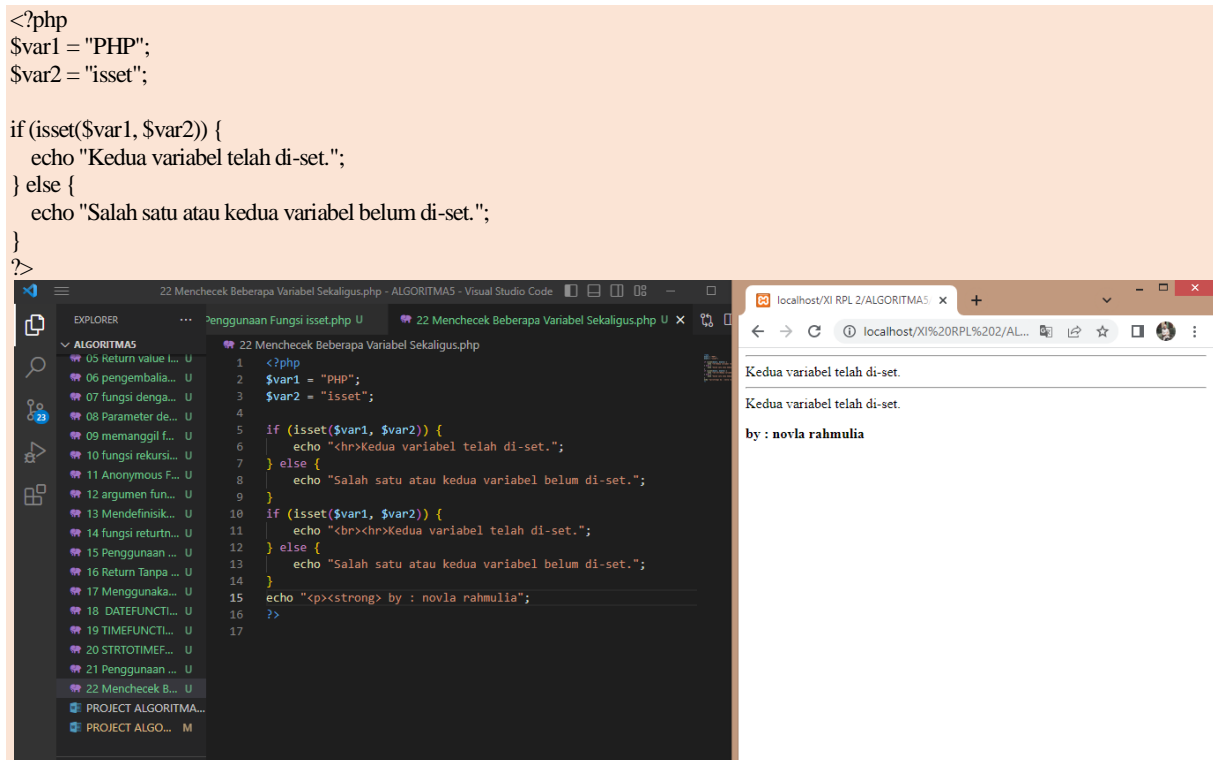 <?php
$var1 = "PHP";
$var2 = "isset";
if (isset($var1, $var2)) {
echo "Kedua variabel telah di-set.";
} else {
echo "Salah satu atau kedua variabel belum di-set.";
}
?>
22 Menchecek Beberapa Variabel Sekaligus.php - ALGORITMA5 - Visual Studio Code
EXPLORER
ALGORITMA5
05 Return value i... U
06 pengembalia... U
07 fungsi denga... U
08 Parameter de... U
09 memanggil f... U
10 fungsi rekursi... U
11 Anonymous F... U
12 argumen fun... U
13 Mendefinisik... U
14 fungsi returtn... U
15 Penggunaan ... U
16 Return Tanpa ... U
17 Menggunaka... U
18 DATEFUNCTI... U
19 TIMEFUNCTI... U
20 STRTOTIMEF... U
21 Penggunaan ... U
22 Menchecek B... U
PROJECT ALGORITMA...
PROJECT ALGO... M
23
Penggunaan Fungsi isset.php U
22 Menchecek Beberapa Variabel Sekaligus.php U
22 Menchecek Beberapa Variabel Sekaligus.php
1 <?php
2 $var1 = "PHP";
3 $var2 = "isset";
4
5 if (isset($var1, $var2)) {
6 echo "<hr>Kedua variabel telah di-set.";
7 } else {
8 echo "Salah satu atau kedua variabel belum di-set.";
9 }
10 if (isset($var1, $var2)) {
11 echo "<br><hr>Kedua variabel telah di-set.";
12 } else {
13 echo "Salah satu atau kedua variabel belum di-set.";
14 }
15 echo "<p><strong> by : novla rahmulia";
16 ?>
17
localhost/XI RPL 2/ALGORITMA5
localhost/XI%20RPL%202/AL...
Kedua variabel telah di-set.
Kedua variabel telah di-set.
by : novla rahmulia